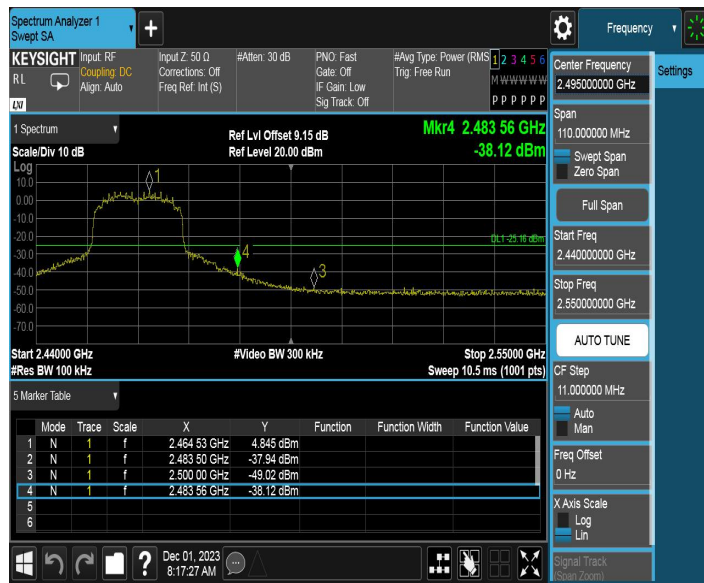 Spectrum Analyzer 1
Swept SA
+
Frequency
KEYSIGHT
RL
LXI
Input: RF
Coupling: DC
Align: Auto
Input Z: 50 Ω
Corrections: Off
Freq Ref: Int (S)
#Atten: 30 dB
PNO: Fast
Gate: Off
IF Gain: Low
Sig Track: Off
#Avg Type: Power (RMS
Trig: Free Run
1 2 3 4 5 6
M W W W W W
P P P P P P
1 Spectrum
Scale/Div 10 dB
Ref Lvl Offset 9.15 dB
Ref Level 20.00 dBm
Mkr4 2.483 56 GHz
-38.12 dBm
Log
10.0
0.00
-10.0
-20.0
-30.0
-40.0
-50.0
-60.0
-70.0
1
4
3
DL1 -25.16 dBm
Start 2.44000 GHz
#Video BW 300 kHz
Stop 2.55000 GHz
#Res BW 100 kHz
Sweep 10.5 ms (1001 pts)
5 Marker Table
Mode Trace Scale X Y Function Function Width Function Value
1 N 1 f 2.464 53 GHz 4.845 dBm
2 N 1 f 2.483 50 GHz -37.94 dBm
3 N 1 f 2.500 00 GHz -49.02 dBm
4 N 1 f 2.483 56 GHz -38.12 dBm
5
6
?
Dec 01, 2023
8:17:27 AM
Center Frequency
2.495000000 GHz
Settings
Span
110.000000 MHz
Swept Span
Zero Span
Full Span
Start Freq
2.440000000 GHz
Stop Freq
2.550000000 GHz
AUTO TUNE
CF Step
11.000000 MHz
Auto
Man
Freq Offset
0 Hz
X Axis Scale
Log
Lin
Signal Track
(Span Zoom)